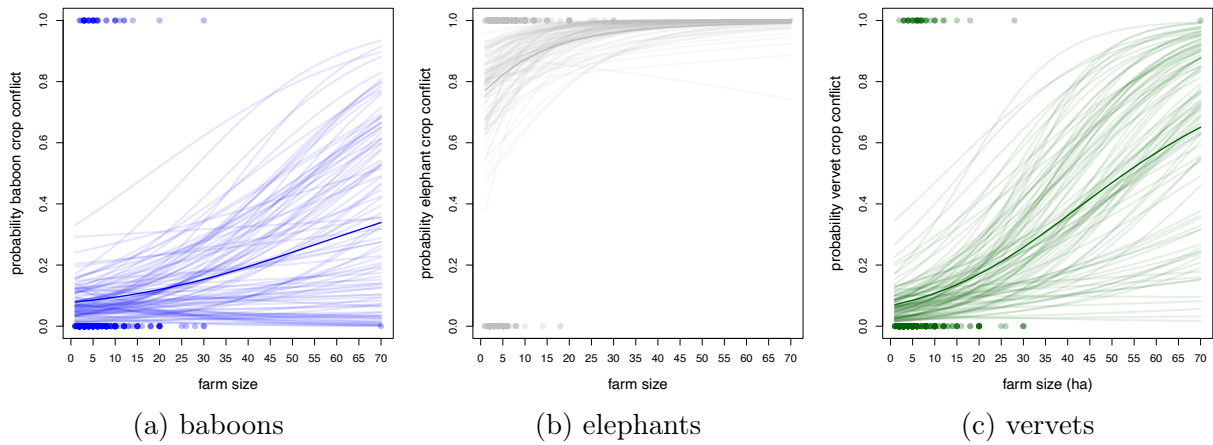 probability baboon crop conflict
1.0
0.8
0.6
0.4
0.2
0.0
0 5 10 15 20 25 30 35 40 45 50 55 60 65 70
farm size
(a) baboons
probability elephant crop conflict
1.0
0.8
0.6
0.4
0.2
0.0
0 5 10 15 20 25 30 35 40 45 50 55 60 65 70
farm size
(b) elephants
probability vervet crop conflict
1.0
0.8
0.6
0.4
0.2
0.0
0 5 10 15 20 25 30 35 40 45 50 55 60 65 70
farm size (ha)
(c) vervets